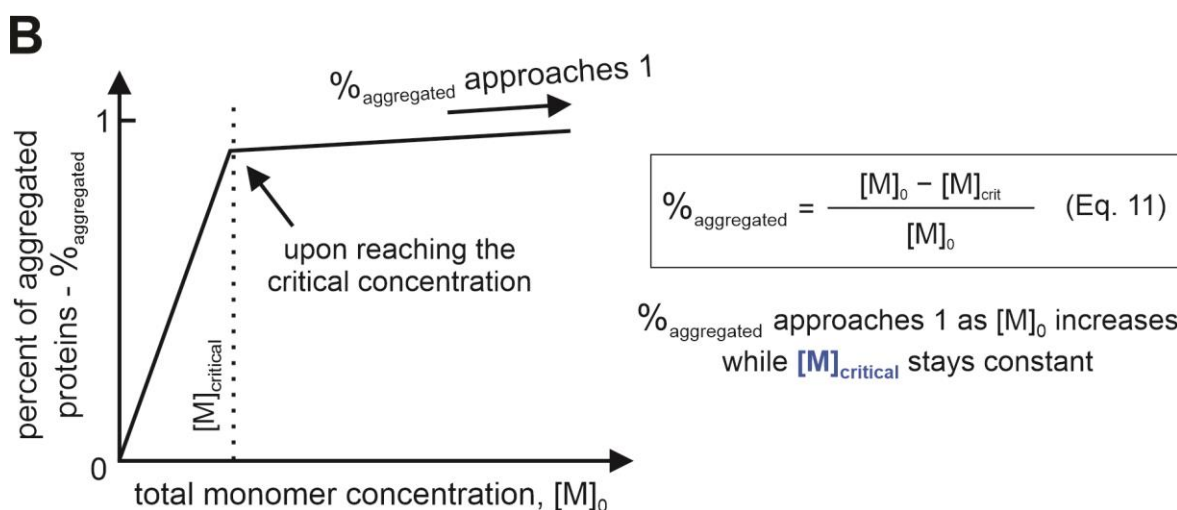 B
%aggregated approaches 1
percent of aggregated
proteins - %aggregated
1
upon reaching the
critical concentration
[M]critical
0
total monomer concentration, [M]0
%aggregated = [M]0 − [M]crit / [M]0 (Eq. 11)
%aggregated approaches 1 as [M]0 increases
while [M]critical stays constant